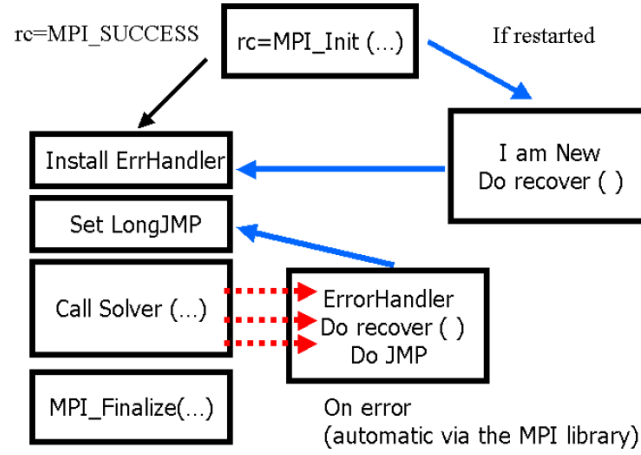 rc=MPI_SUCCESS
rc=MPI_Init (...)
If restarted
Install ErrHandler
I am New
Do recover ( )
Set LongJMP
Call Solver (...)
ErrorHandler
Do recover ( )
Do JMP
MPI_Finalize(...)
On error
(automatic via the MPI library)